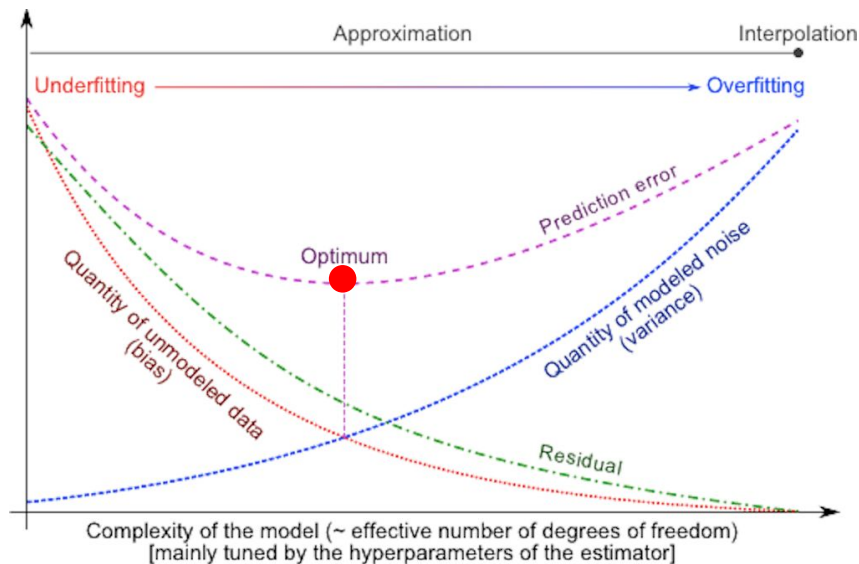 Approximation
Interpolation
Underfitting
Overfitting
Prediction error
Optimum
Quantity of unmodeled data
(bias)
Quantity of modeled noise
(variance)
Residual
Complexity of the model (~ effective number of degrees of freedom)
[mainly tuned by the hyperparameters of the estimator]